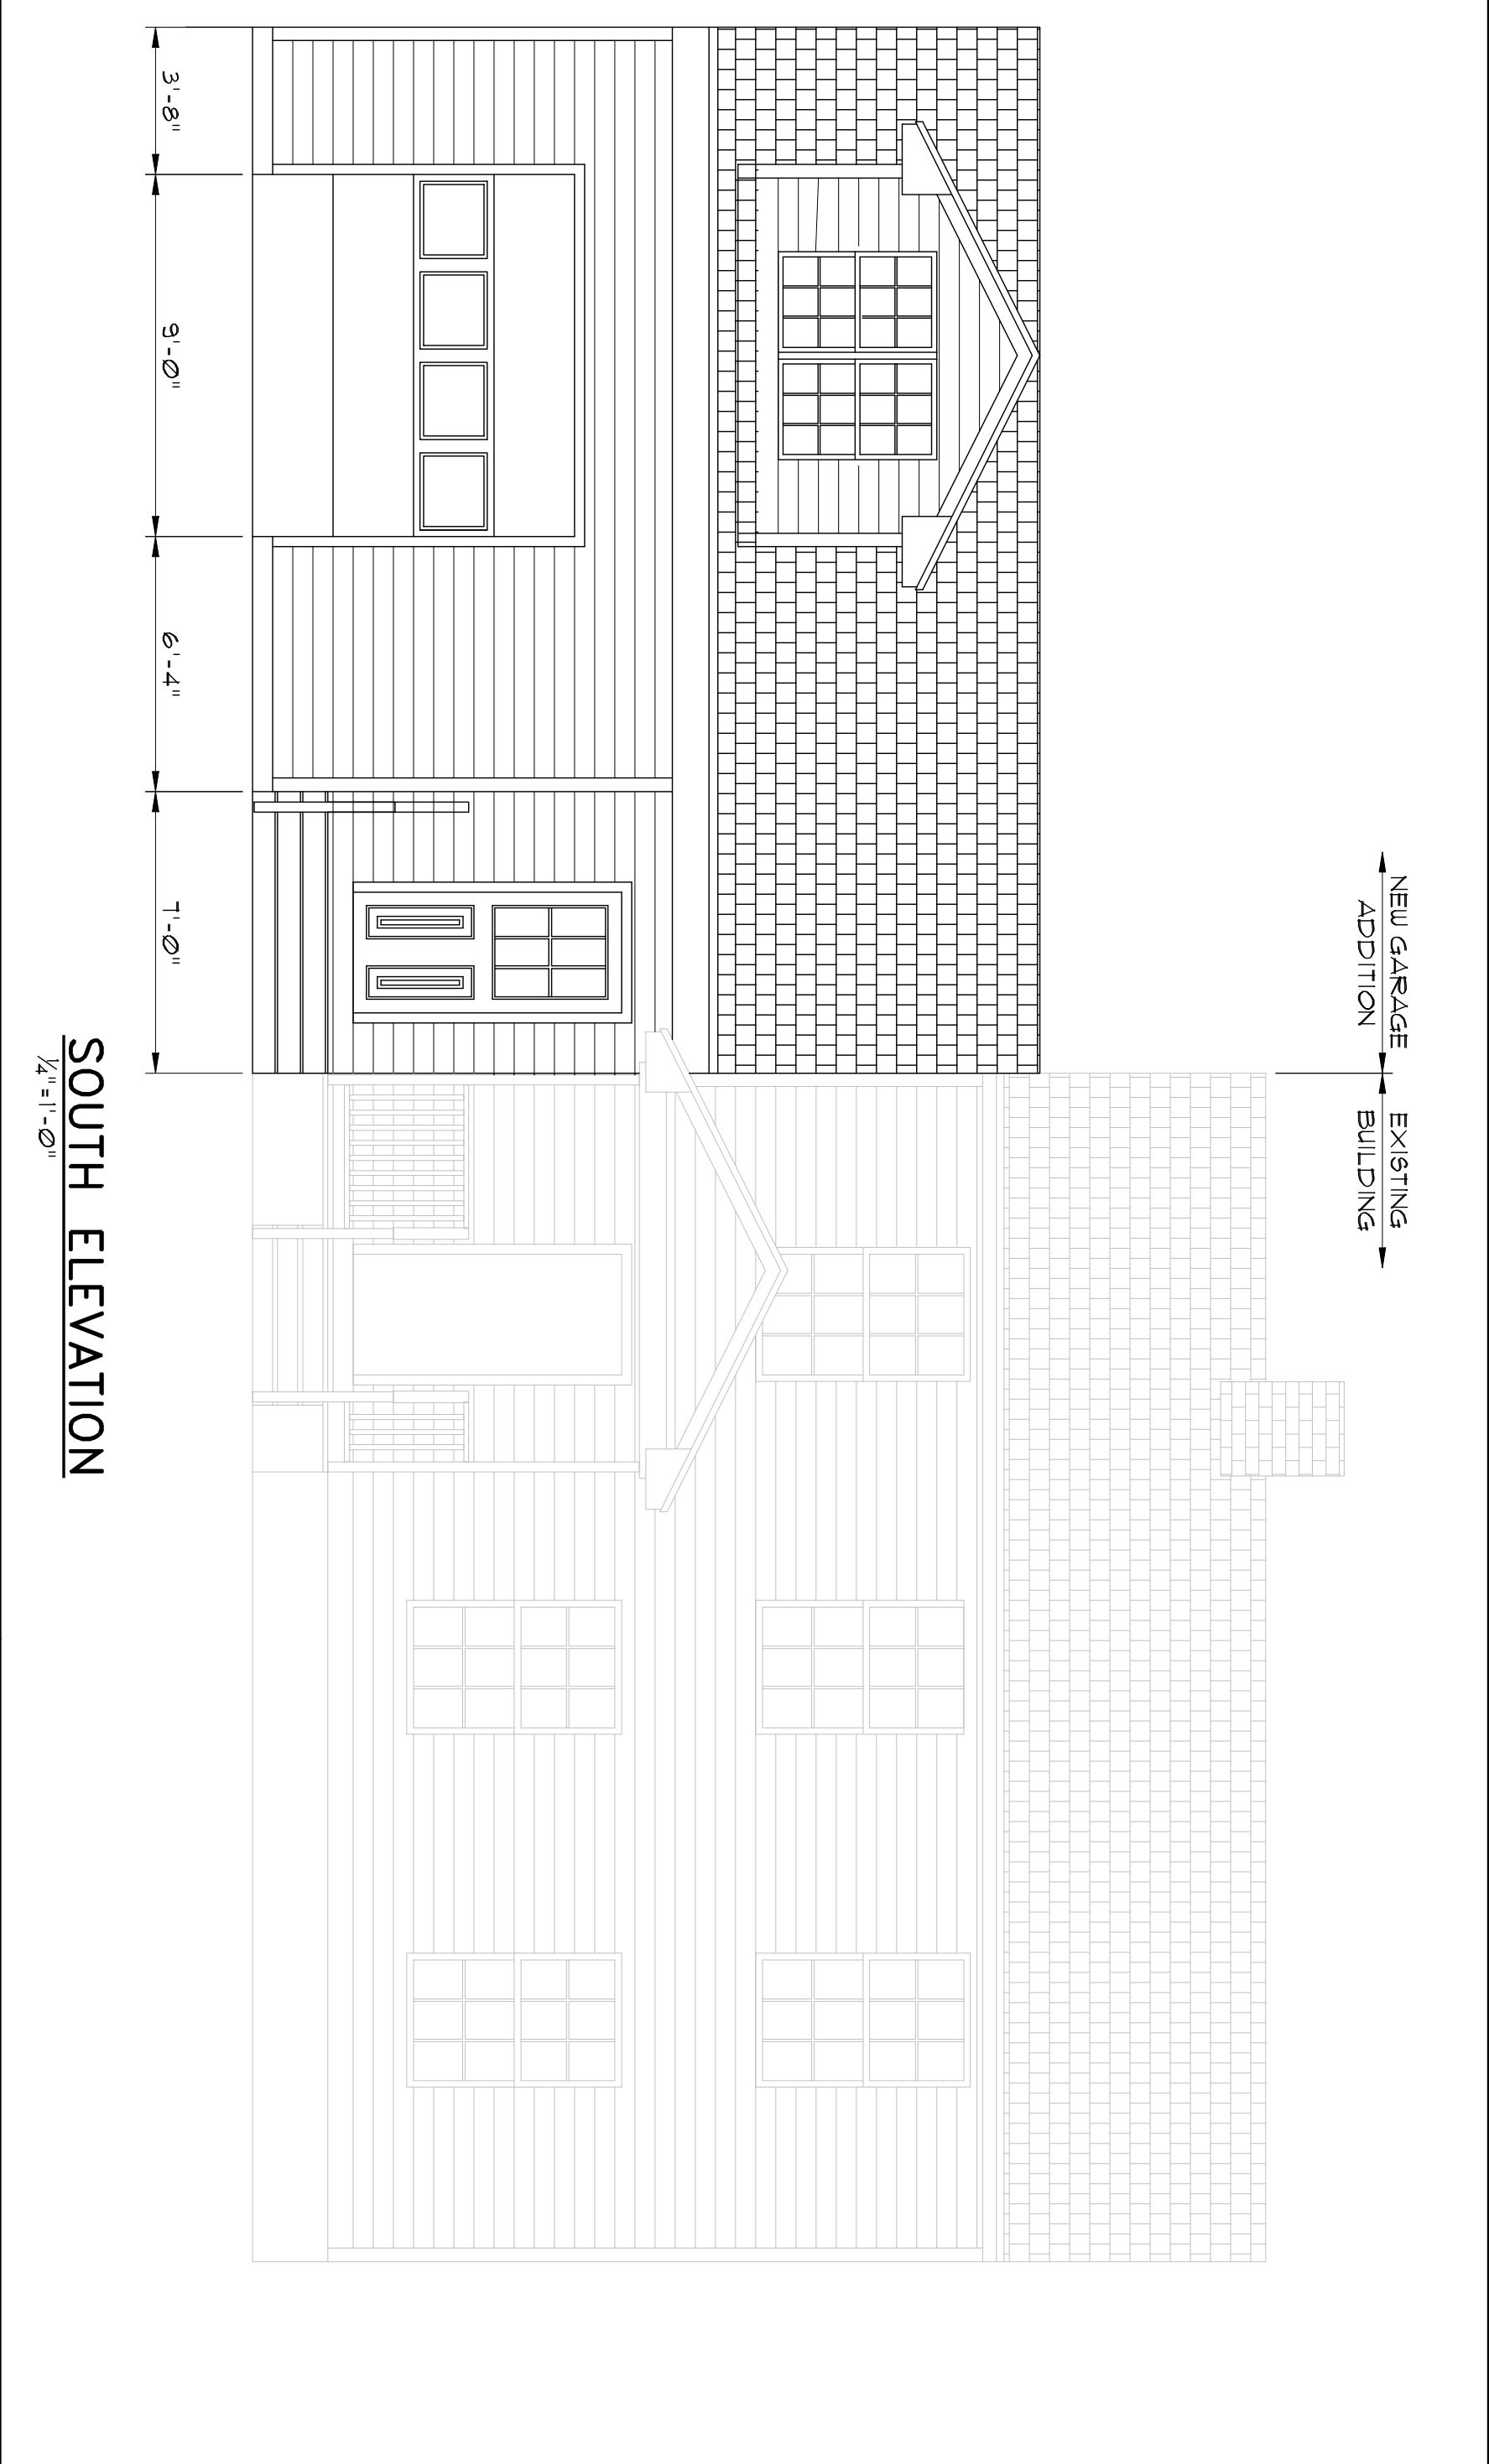 NEW GARAGE
ADDITION
EXISTING
BUILDING
3'-8"
9'-0"
6'-4"
7'-0"
SOUTH ELEVATION
1/4"=1'-0"